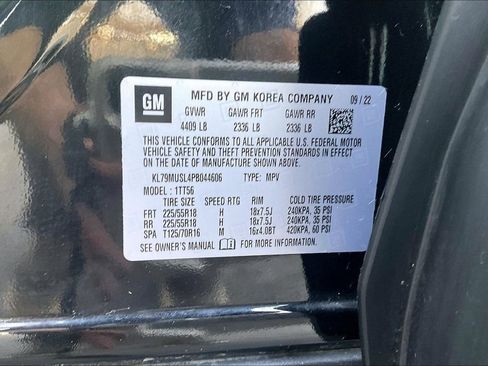 GM
MFD BY GM KOREA COMPANY 09/22
GVWR GAWR FRT GAWR RR
4409 LB 2336 LB 2336 LB
THIS VEHICLE CONFORMS TO ALL APPLICABLE U.S. FEDERAL MOTOR
VEHICLE SAFETY AND THEFT PREVENTION STANDARDS IN EFFECT ON
THE DATE OF MANUFACTURE SHOWN ABOVE.
KL79MUSL4PB044606 TYPE: MPV
MODEL: 1TT56
TIRE SIZE SPEED RTG RIM COLD TIRE PRESSURE
FRT 225/55R18 H 18x7.5J 240KPA, 35 PSI
RR 225/55R18 H 18x7.5J 240KPA, 35 PSI
SPA T125/70R16 M 16x4.0BT 420KPA, 60 PSI
SEE OWNER'S MANUAL FOR MORE INFORMATION.